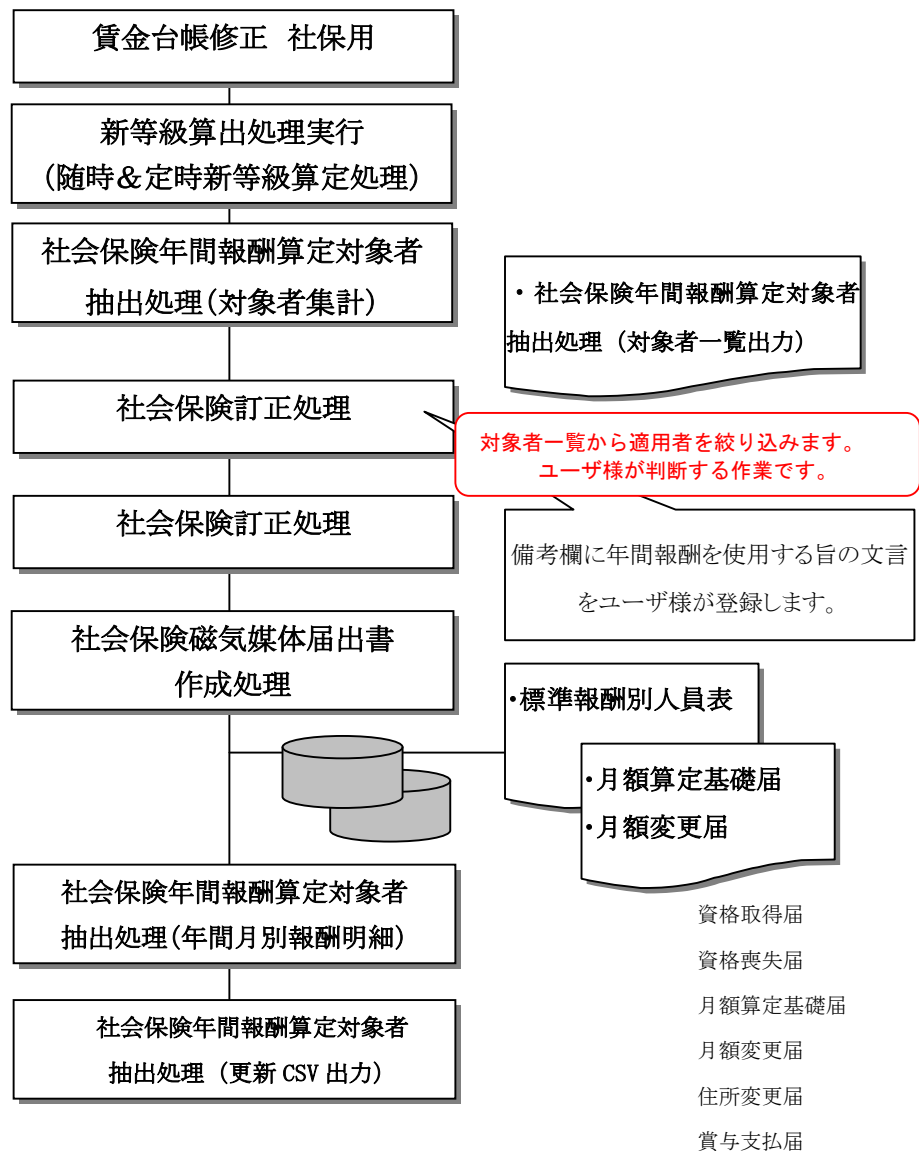 賃金台帳修正 社保用
新等級算出処理実行
(随時＆定時新等級算定処理)
社会保険年間報酬算定対象者
抽出処理(対象者集計)
・社会保険年間報酬算定対象者
抽出処理（対象者一覧出力）
社会保険訂正処理
対象者一覧から適用者を絞り込みます。
ユーザ様が判断する作業です。
社会保険訂正処理
備考欄に年間報酬を使用する旨の文言
をユーザ様が登録します。
社会保険磁気媒体届出書
作成処理
・標準報酬別人員表
・月額算定基礎届
・月額変更届
社会保険年間報酬算定対象者
抽出処理(年間月別報酬明細)
資格取得届
資格喪失届
月額算定基礎届
月額変更届
住所変更届
賞与支払届
社会保険年間報酬算定対象者
抽出処理（更新 CSV 出力）